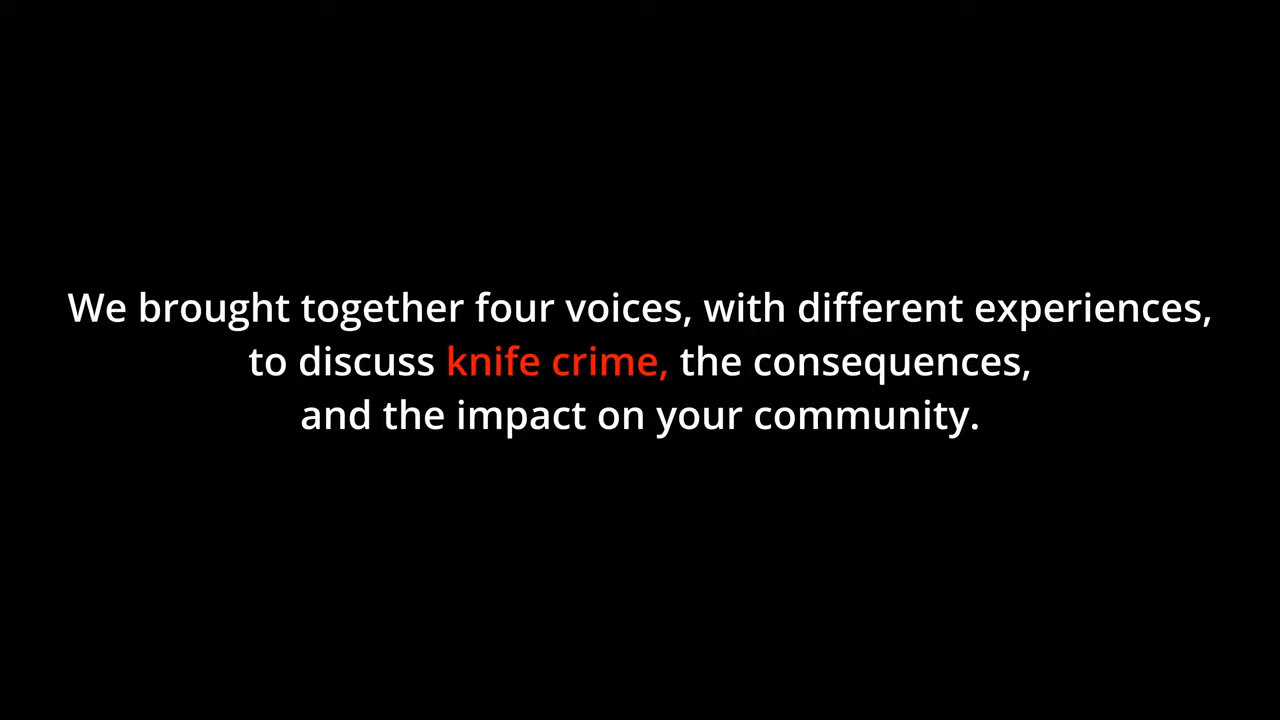 We brought together four voices, with different experiences,
to discuss knife crime, the consequences,
and the impact on your community.